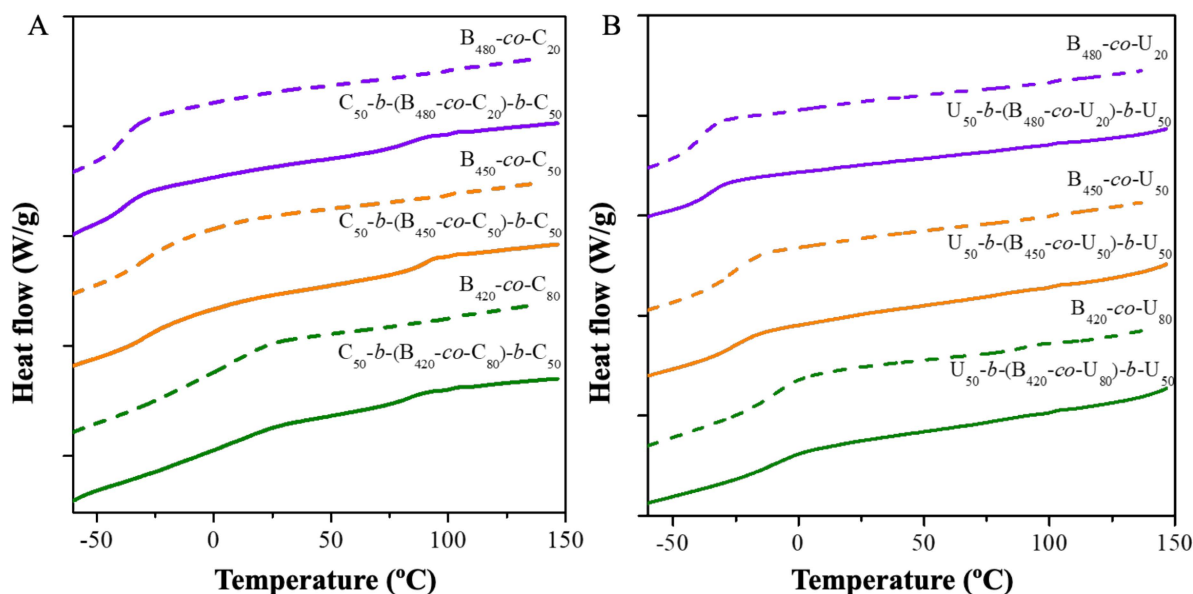 A
B₄₈₀-co-C₂₀
C₅₀-b-(B₄₈₀-co-C₂₀)-b-C₅₀
B₄₅₀-co-C₅₀
C₅₀-b-(B₄₅₀-co-C₅₀)-b-C₅₀
B₄₂₀-co-C₈₀
C₅₀-b-(B₄₂₀-co-C₈₀)-b-C₅₀
Heat flow (W/g)
-50 0 50 100 150
Temperature (ºC)
B
B₄₈₀-co-U₂₀
U₅₀-b-(B₄₈₀-co-U₂₀)-b-U₅₀
B₄₅₀-co-U₅₀
U₅₀-b-(B₄₅₀-co-U₅₀)-b-U₅₀
B₄₂₀-co-U₈₀
U₅₀-b-(B₄₂₀-co-U₈₀)-b-U₅₀
Heat flow (W/g)
-50 0 50 100 150
Temperature (ºC)